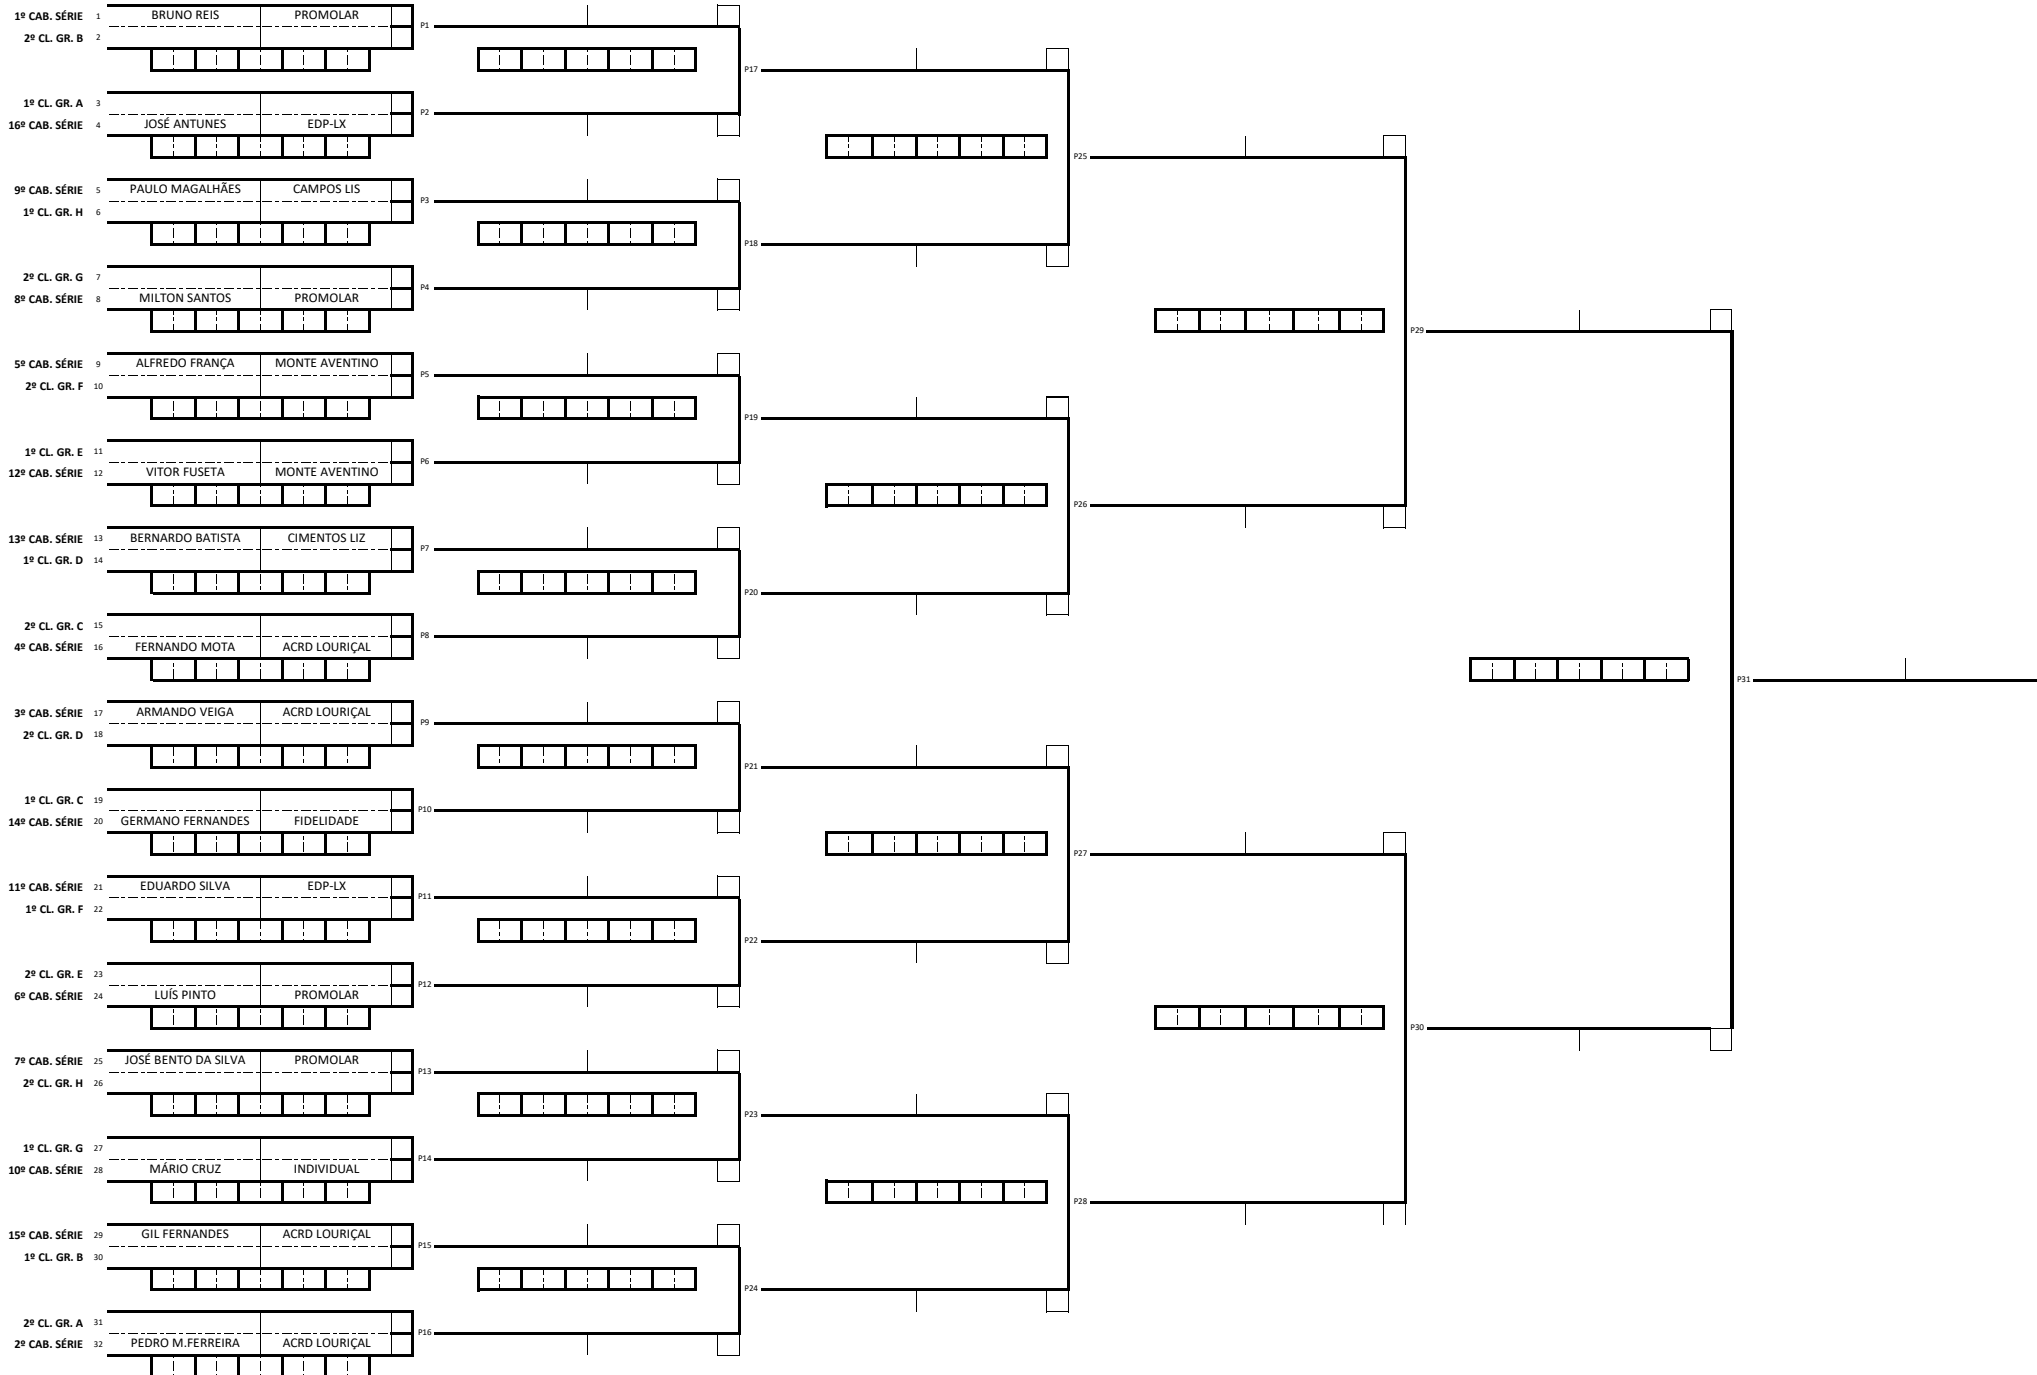 1º CAB. SÉRIE 1 BRUNO REIS PROMOLAR
P1
2º CL. GR. B 2
P17
1º CL. GR. A 3
P2
16º CAB. SÉRIE 4 JOSÉ ANTUNES EDP-LX
P25
9º CAB. SÉRIE 5 PAULO MAGALHÃES CAMPOS LIS
P3
1º CL. GR. H 6
P18
2º CL. GR. G 7
P4
8º CAB. SÉRIE 8 MILTON SANTOS PROMOLAR
P29
5º CAB. SÉRIE 9 ALFREDO FRANÇA MONTE AVENTINO
P5
2º CL. GR. F 10
P19
1º CL. GR. E 11
P6
12º CAB. SÉRIE 12 VITOR FUSETA MONTE AVENTINO
P26
13º CAB. SÉRIE 13 BERNARDO BATISTA CIMENTOS LIZ
P7
1º CL. GR. D 14
P20
2º CL. GR. C 15
P8
4º CAB. SÉRIE 16 FERNANDO MOTA ACRD LOURIÇAL
P31
3º CAB. SÉRIE 17 ARMANDO VEIGA ACRD LOURIÇAL
P9
2º CL. GR. D 18
P21
1º CL. GR. C 19
P10
14º CAB. SÉRIE 20 GERMANO FERNANDES FIDELIDADE
P27
11º CAB. SÉRIE 21 EDUARDO SILVA EDP-LX
P11
1º CL. GR. F 22
P22
2º CL. GR. E 23
P12
6º CAB. SÉRIE 24 LUÍS PINTO PROMOLAR
P30
7º CAB. SÉRIE 25 JOSÉ BENTO DA SILVA PROMOLAR
P13
2º CL. GR. H 26
P23
1º CL. GR. G 27
P14
10º CAB. SÉRIE 28 MÁRIO CRUZ INDIVIDUAL
P28
15º CAB. SÉRIE 29 GIL FERNANDES ACRD LOURIÇAL
P15
1º CL. GR. B 30
P24
2º CL. GR. A 31
P16
2º CAB. SÉRIE 32 PEDRO M.FERREIRA ACRD LOURIÇAL